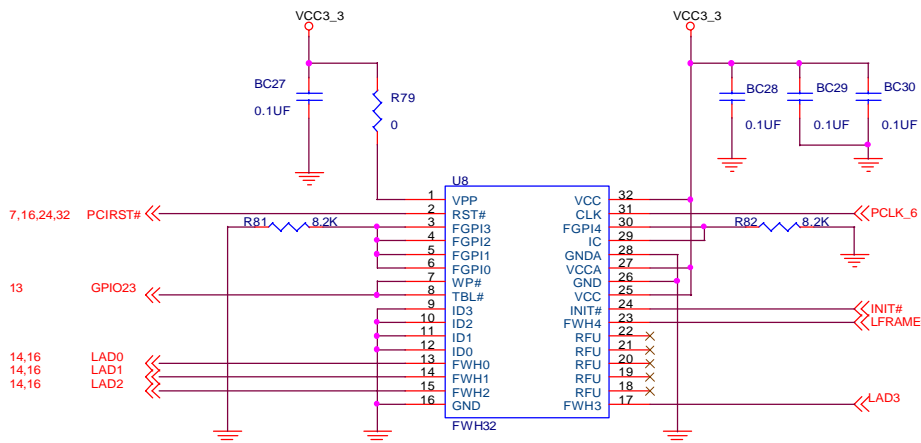 VCC3_3 VCC3_3
BC27 R79 BC28 BC29 BC30
0.1UF 0 0.1UF 0.1UF 0.1UF
U8
1 VPP VCC 32
7,16,24,32 PCIRST# 2 RST# CLK 31 PCLK_6
R81 8.2K 3 FGPI3 FGPI4 30 R82 8.2K
4 FGPI2 IC 29
5 FGPI1 GNDA 28
6 FGPI0 VCCA 27
7 WP# GND 26
13 GPIO23 8 TBL# VCC 25
9 ID3 INIT# 24 INIT#
10 ID2 FWH4 23 LFRAME
11 ID1 RFU 22
12 ID0 RFU 21
14,16 LAD0 13 FWH0 RFU 20
14,16 LAD1 14 FWH1 RFU 19
14,16 LAD2 15 FWH2 RFU 18
16 GND FWH3 17 LAD3
FWH32